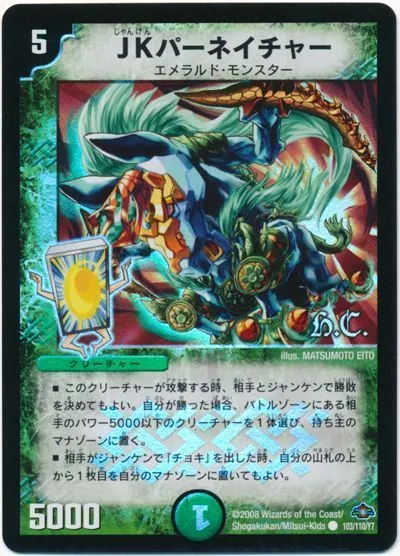 5
じゃんけん
JKパーネイチャー
エメラルド・モンスター
H.C.
illus. MATSUMOTO EITO
クリーチャー
■ このクリーチャーが攻撃する時、相手とジャンケンで勝敗
を決めてもよい。自分が勝った場合、バトルゾーンにある相
手のパワー5000以下のクリーチャーを1体選び、持ち主の
マナゾーンに置く。
■ 相手がジャンケンで「チョキ」を出した時、自分の山札の上
から1枚目を自分のマナゾーンに置いてもよい。
5000
1
©2008 Wizards of the Coast/
Shogakukan/Mitsui-Kids
103/110/Y7